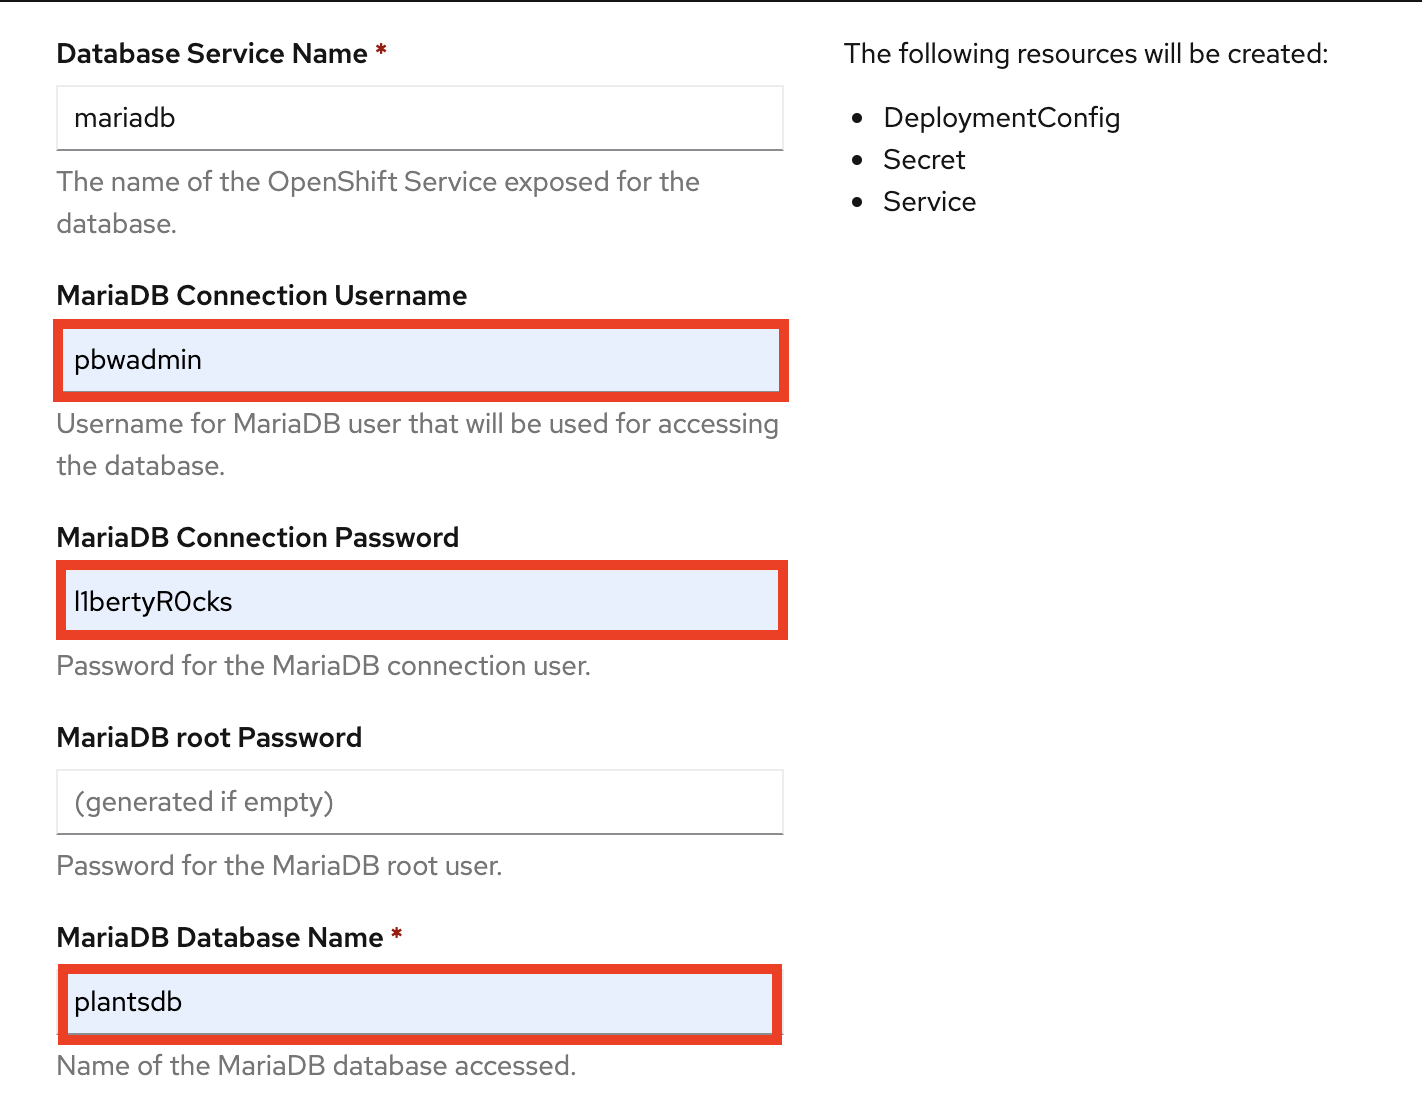 Database Service Name *
mariadb
The name of the OpenShift Service exposed for the
database.
MariaDB Connection Username
pbwadmin
Username for MariaDB user that will be used for accessing
the database.
MariaDB Connection Password
l1bertyR0cks
Password for the MariaDB connection user.
MariaDB root Password
(generated if empty)
Password for the MariaDB root user.
MariaDB Database Name *
plantsdb
Name of the MariaDB database accessed.
The following resources will be created:
• DeploymentConfig
• Secret
• Service